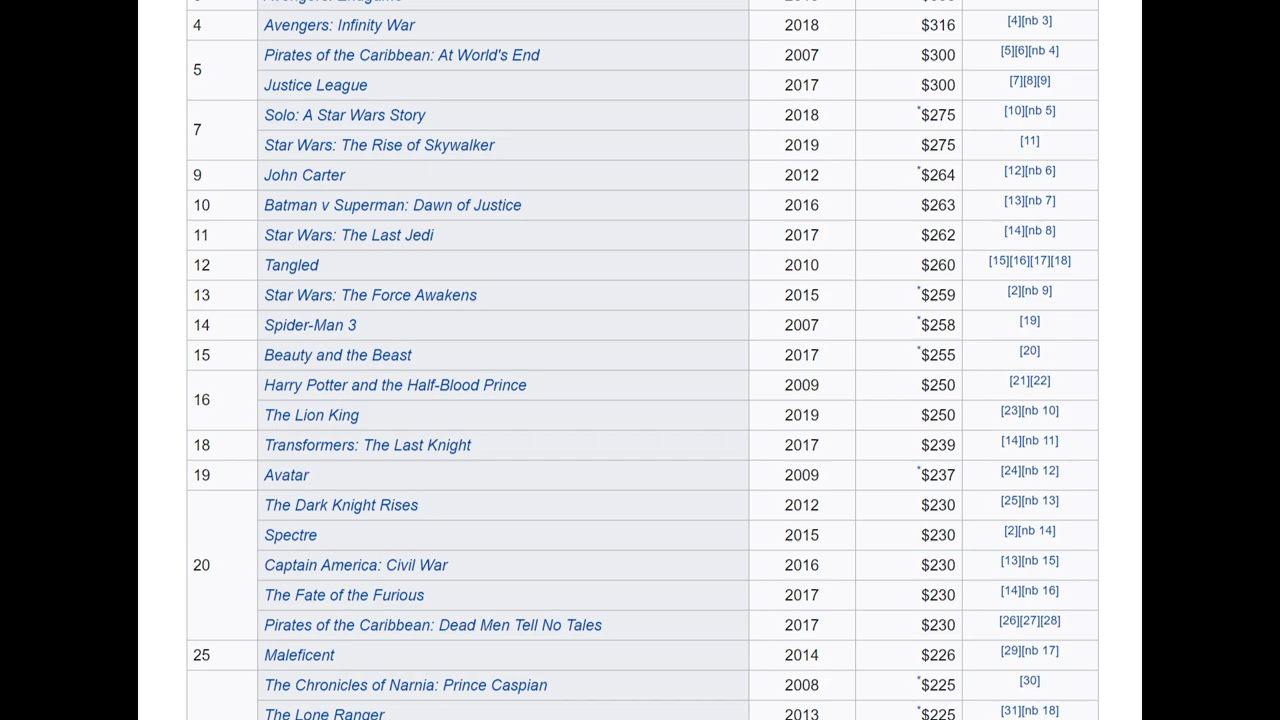 4 Avengers: Infinity War 2018 $316 [4][nb 3]
5 Pirates of the Caribbean: At World's End 2007 $300 [5][6][nb 4]
Justice League 2017 $300 [7][8][9]
7 Solo: A Star Wars Story 2018 *$275 [10][nb 5]
Star Wars: The Rise of Skywalker 2019 $275 [11]
9 John Carter 2012 *$264 [12][nb 6]
10 Batman v Superman: Dawn of Justice 2016 $263 [13][nb 7]
11 Star Wars: The Last Jedi 2017 $262 [14][nb 8]
12 Tangled 2010 $260 [15][16][17][18]
13 Star Wars: The Force Awakens 2015 *$259 [2][nb 9]
14 Spider-Man 3 2007 *$258 [19]
15 Beauty and the Beast 2017 *$255 [20]
16 Harry Potter and the Half-Blood Prince 2009 $250 [21][22]
The Lion King 2019 $250 [23][nb 10]
18 Transformers: The Last Knight 2017 $239 [14][nb 11]
19 Avatar 2009 *$237 [24][nb 12]
20 The Dark Knight Rises 2012 $230 [25][nb 13]
Spectre 2015 $230 [2][nb 14]
Captain America: Civil War 2016 $230 [13][nb 15]
The Fate of the Furious 2017 $230 [14][nb 16]
Pirates of the Caribbean: Dead Men Tell No Tales 2017 $230 [26][27][28]
25 Maleficent 2014 $226 [29][nb 17]
The Chronicles of Narnia: Prince Caspian 2008 *$225 [30]
The Lone Ranger 2013 *$225 [31][nb 18]